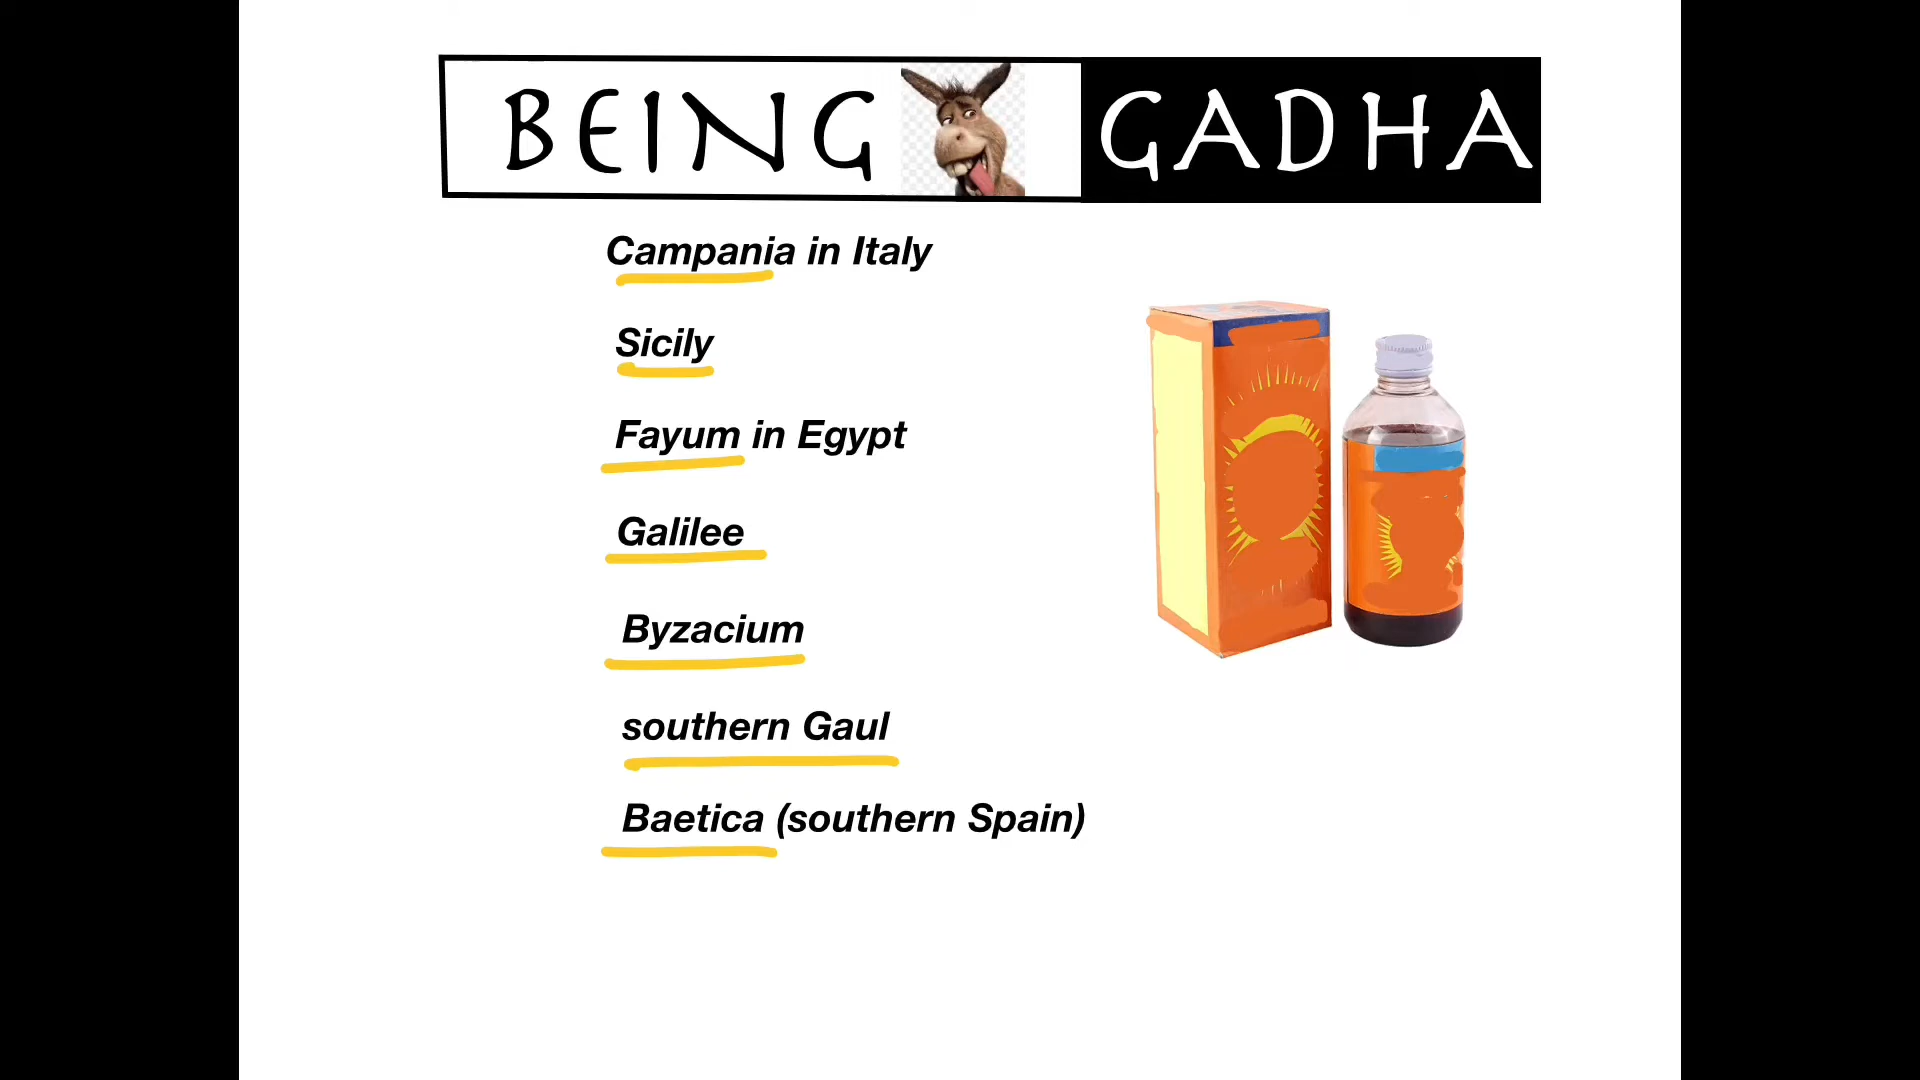 BEING GADHA
Campania in Italy
Sicily
Fayum in Egypt
Galilee
Byzacium
southern Gaul
Baetica (southern Spain)